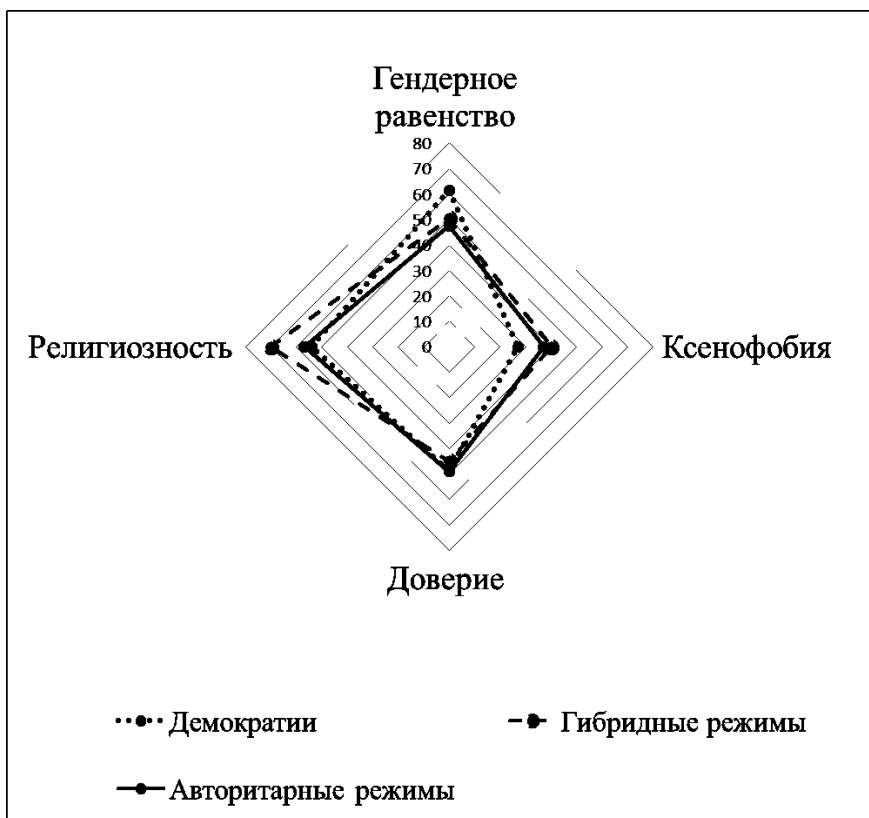 Гендерное
равенство
80
70
60
50
40
30
20
10
0
Религиозность
Ксенофобия
Доверие
Демократии
Гибридные режимы
Авторитарные режимы